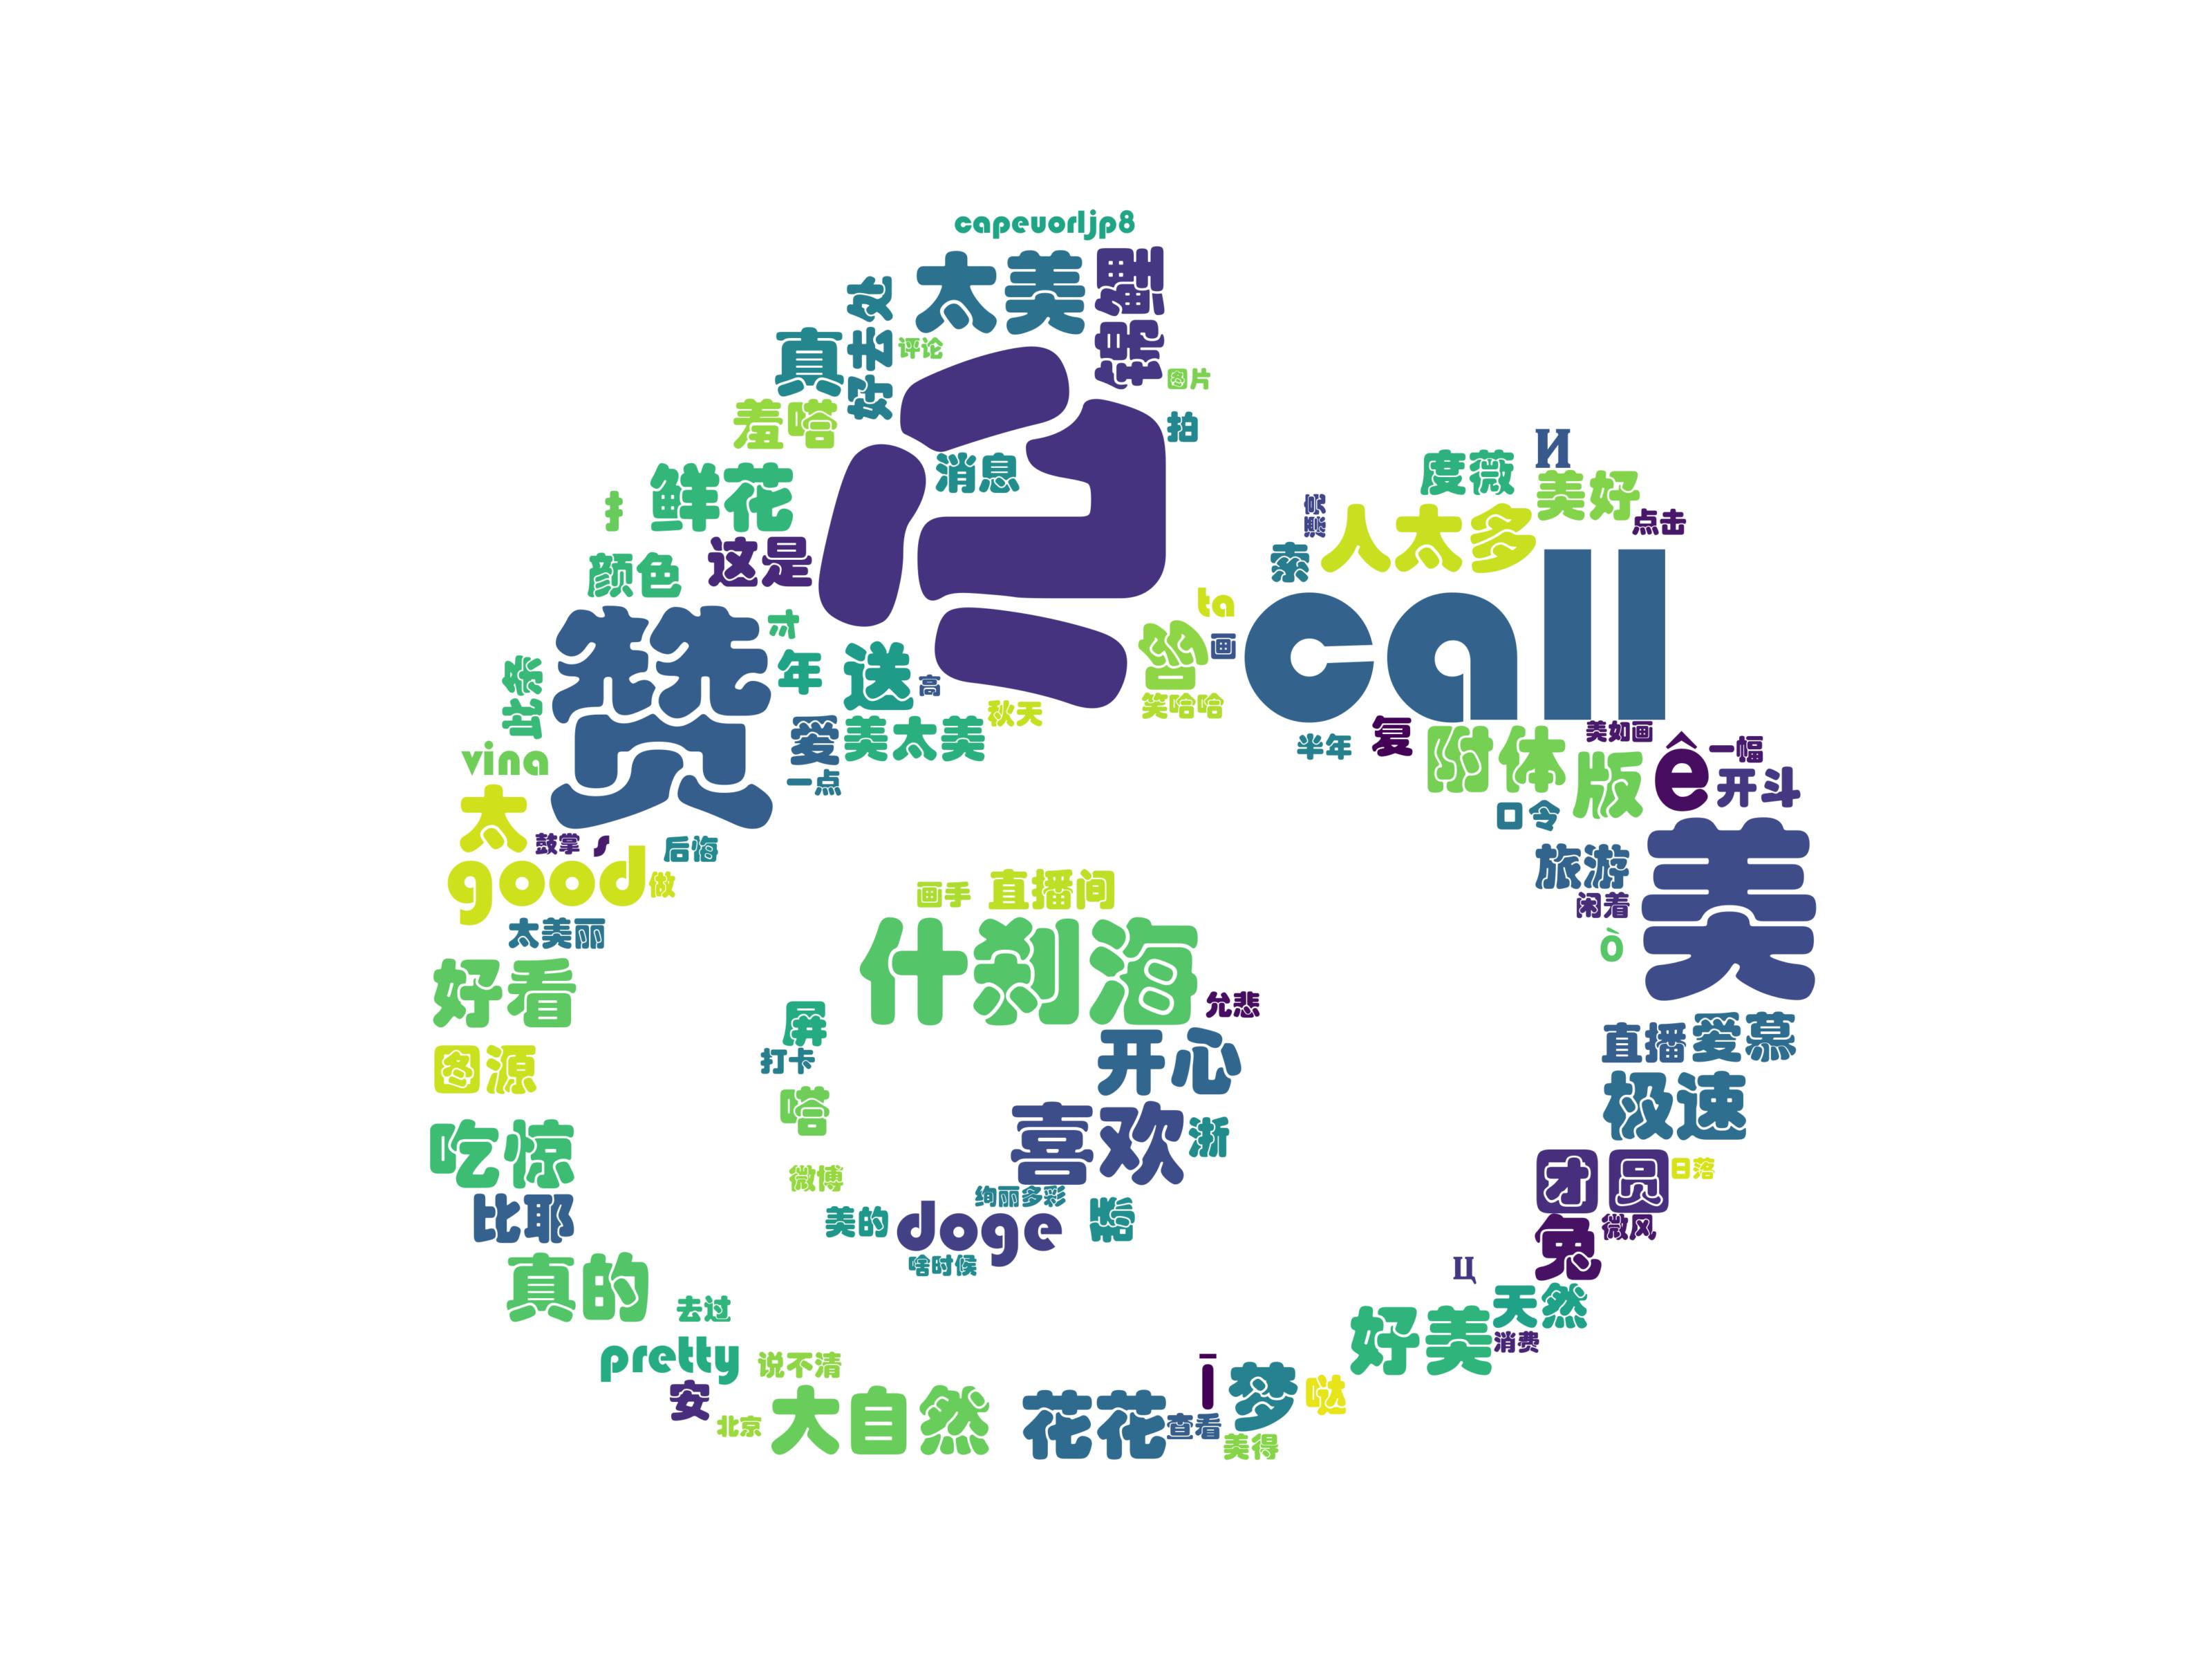 capeuorljp8
太美
真
评论
图片
羞嗒
拍
消息
鲜花
这是
颜色
度薇
И
美好
点击
漂亮
人太多
索
call
ta
画
赞
年
送
高
秋天
笑哈哈
爱
美太美
一点
半年
复
附体
美如画
版
ê
一幅
开斗
口令
vina
太
鼓掌
后悔
good
做
旅游
美
闲着
ò
太美丽
画手
直播间
什刹海
允悲
好看
屏
打卡
开心
直播
爱慕
图源
嗒
喜欢
浙
极速
吃惊
微博
团圆
日落
比耶
绚丽多彩
美的
doge
啥时候
兔
微风
真的
Ц
天然
去过
好美
消费
pretty
说不清
安
北京
大自然
花花
ī
查看
梦
哒
美得